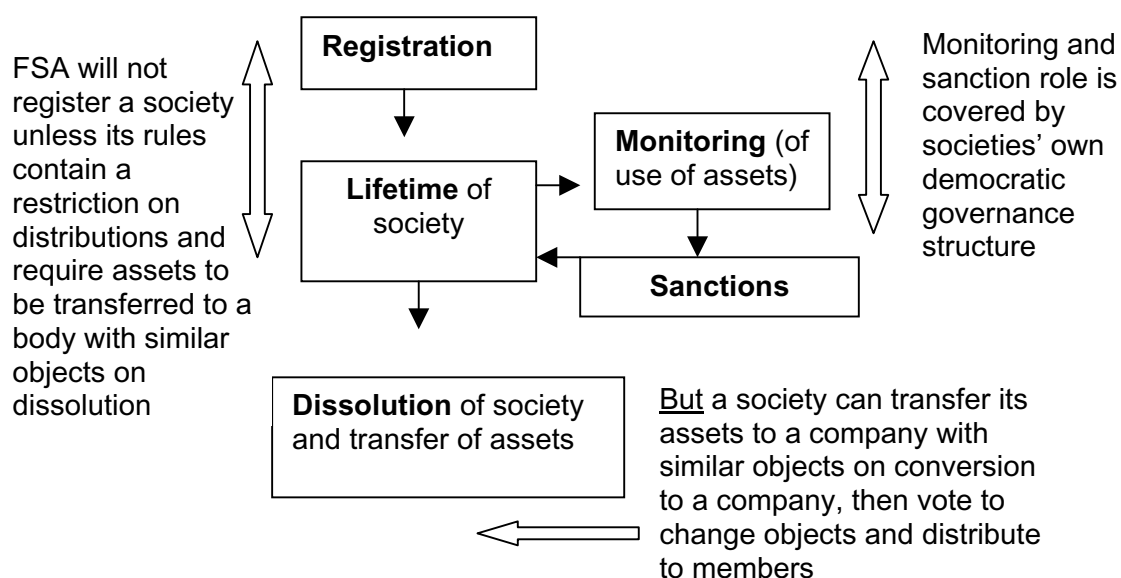 Registration
FSA will not
register a society
unless its rules
contain a
restriction on
distributions and
require assets to
be transferred to a
body with similar
objects on
dissolution
Monitoring and
sanction role is
covered by
societies’ own
democratic
governance
structure
Monitoring (of
use of assets)
Lifetime of
society
Sanctions
Dissolution of society
and transfer of assets
But a society can transfer its
assets to a company with
similar objects on conversion
to a company, then vote to
change objects and distribute
to members